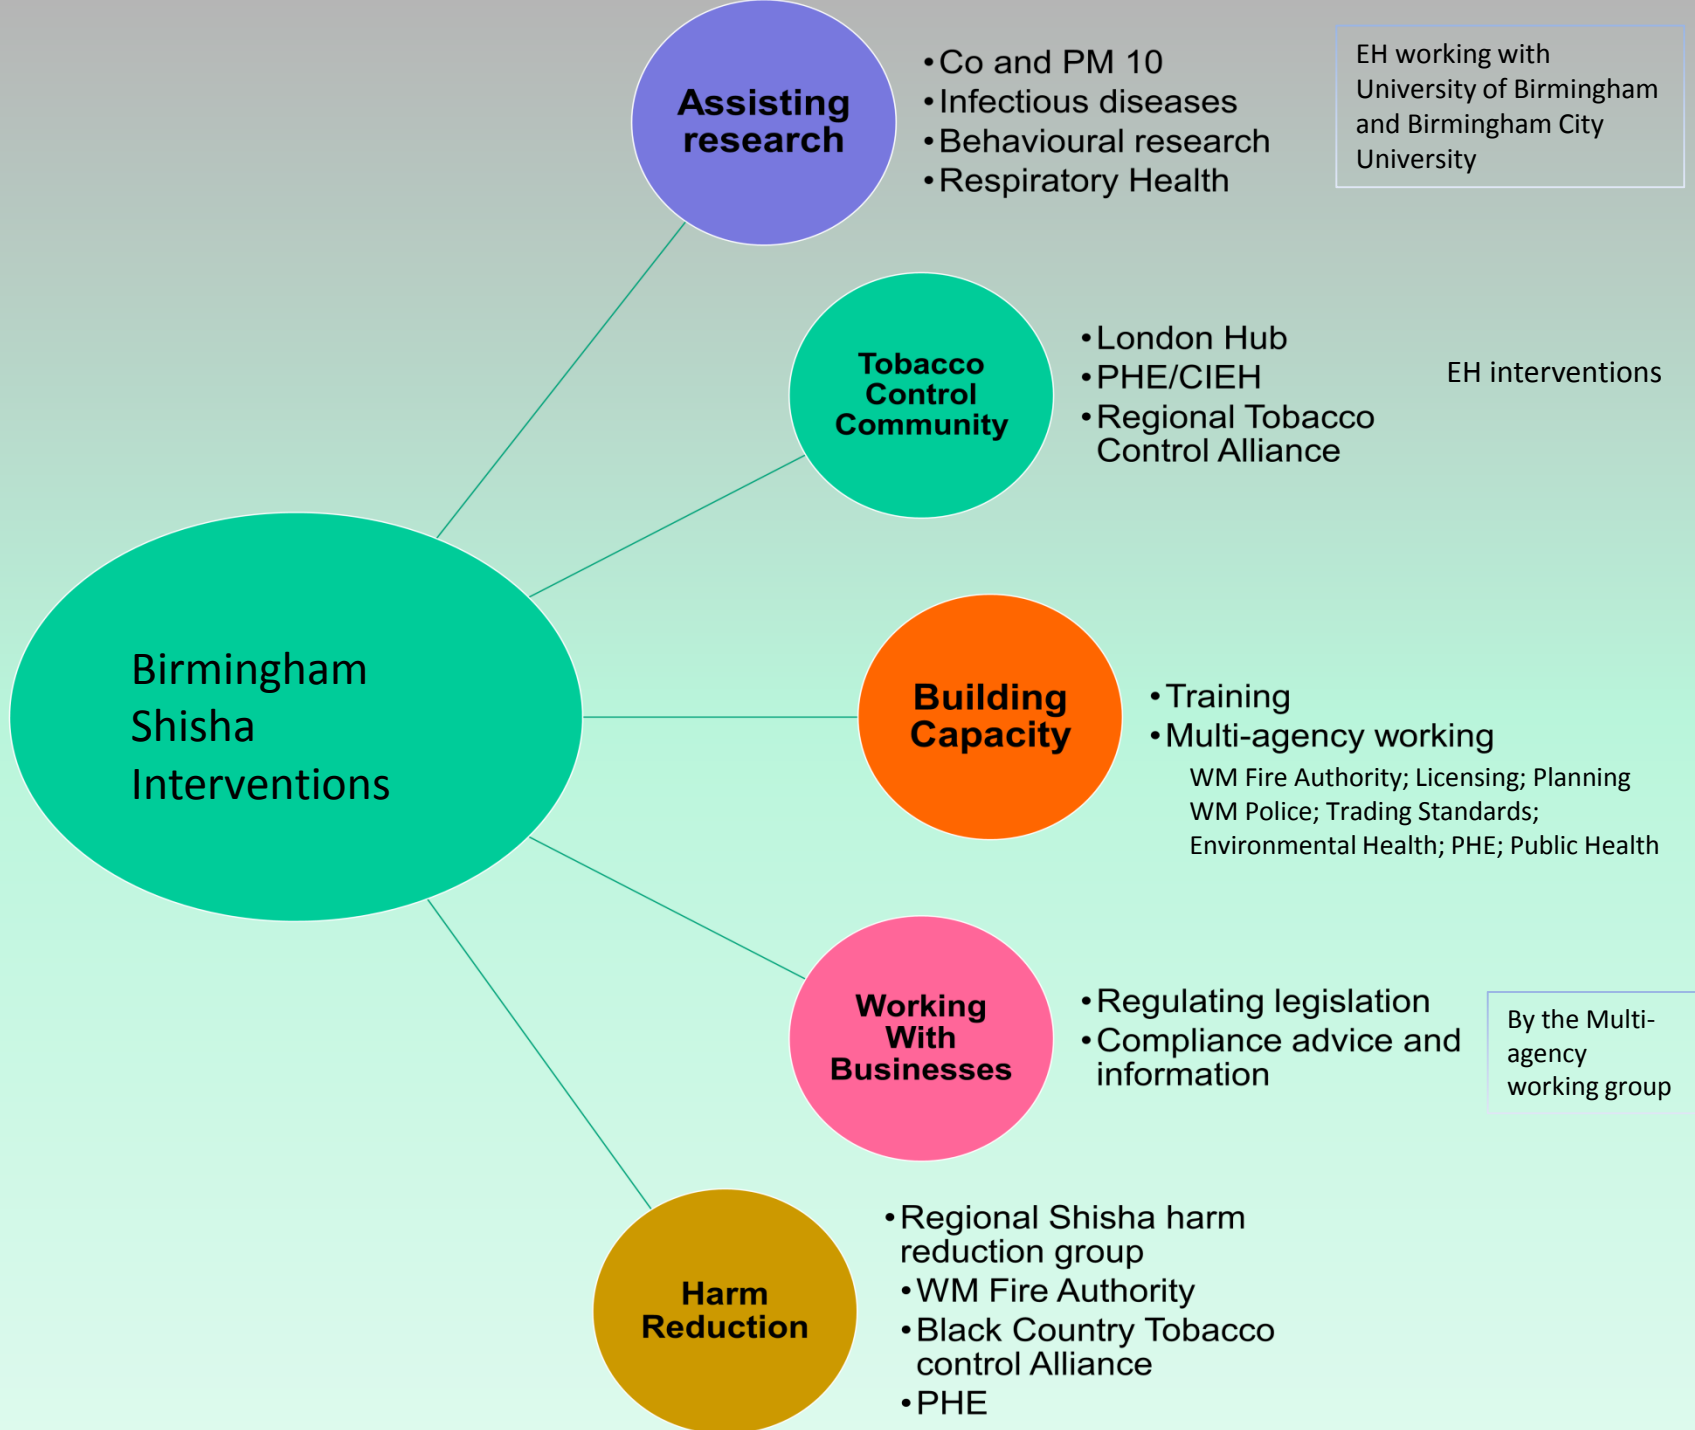 Assisting
research
•Co and PM 10
•Infectious diseases
•Behavioural research
•Respiratory Health
EH working with
University of Birmingham
and Birmingham City
University
Tobacco
Control
Community
•London Hub
•PHE/CIEH
•Regional Tobacco
Control Alliance
EH interventions
Birmingham
Shisha
Interventions
Building
Capacity
•Training
•Multi-agency working
WM Fire Authority; Licensing; Planning
WM Police; Trading Standards;
Environmental Health; PHE; Public Health
Working
With
Businesses
•Regulating legislation
•Compliance advice and
information
By the Multi-
agency
working group
Harm
Reduction
•Regional Shisha harm
reduction group
•WM Fire Authority
•Black Country Tobacco
control Alliance
•PHE